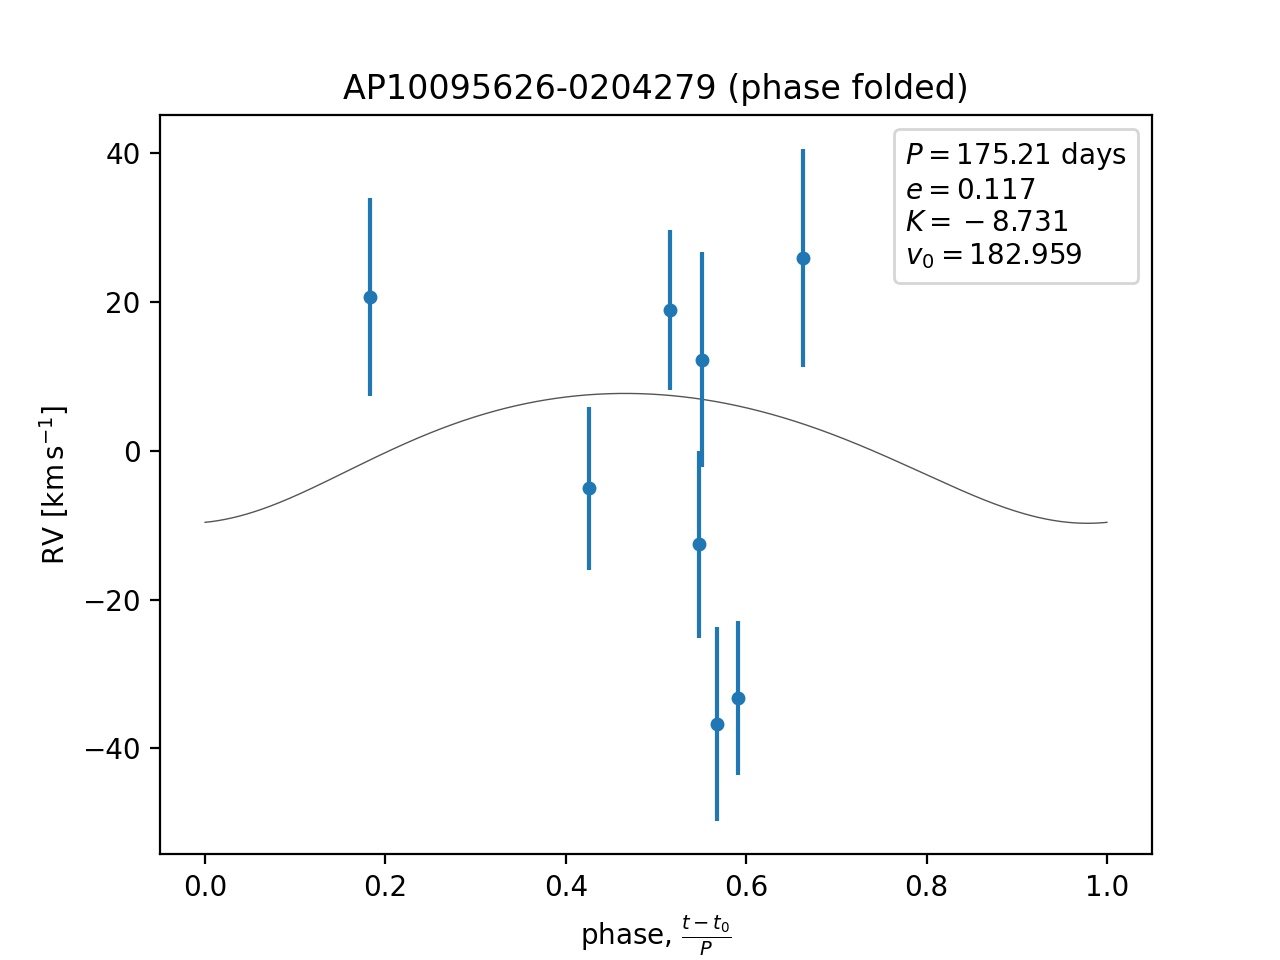 AP10095626-0204279 (phase folded)
P = 175.21 days
e = 0.117
K = −8.731
v₀ = 182.959
RV [km s⁻¹]
40
20
0
−20
−40
0.0 0.2 0.4 0.6 0.8 1.0
phase, (t − t₀)/P